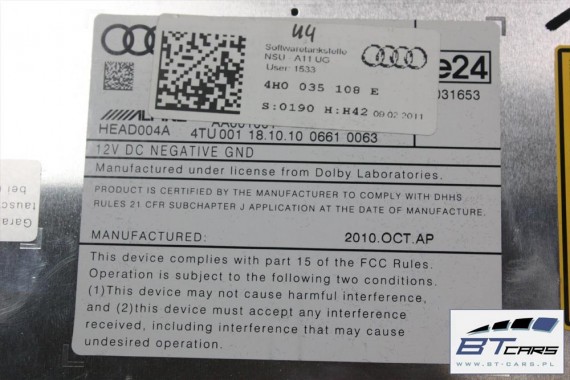 U4
Softwaretankstelle
NSU - A11 UG
User: 1533
4H0 035 108 E
S:0190 H:H42 09.02.2011
e24
031653
HEAD004A 4TU 001 18.10.10 0661 0063
12V DC NEGATIVE GND
Manufactured under license from Dolby Laboratories.
PRODUCT IS CERTIFIED BY THE MANUFACTURER TO COMPLY WITH DHHS
RULES 21 CFR SUBCHAPTER J APPLICATION AT THE DATE OF MANUFACTURE.
MANUFACTURED: 2010.OCT.AP
This device complies with part 15 of the FCC Rules.
Operation is subject to the following two conditions.
(1)This device may not cause harmful interference,
and (2)this device must accept any interference
received, including interference that may cause
undesired operation.
Gara
tausc
bei
BT CARS
WWW.BT-CARS.PL